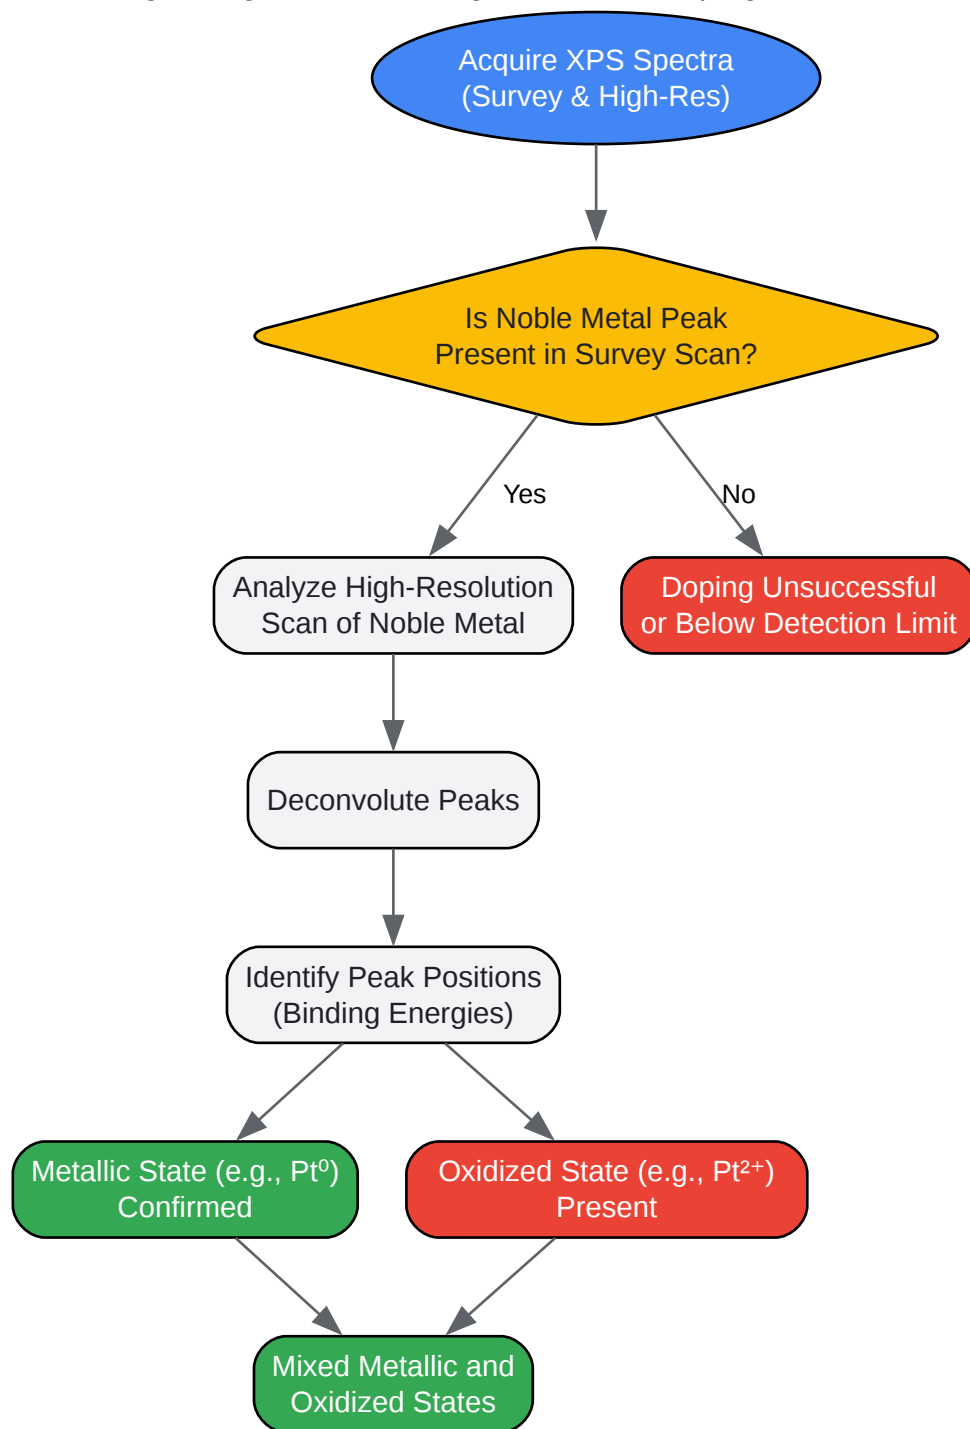 Acquire XPS Spectra
(Survey & High-Res)
Is Noble Metal Peak
Present in Survey Scan?
Yes
No
Analyze High-Resolution
Scan of Noble Metal
Doping Unsuccessful
or Below Detection Limit
Deconvolute Peaks
Identify Peak Positions
(Binding Energies)
Metallic State (e.g., Pt⁰)
Confirmed
Oxidized State (e.g., Pt²⁺)
Present
Mixed Metallic and
Oxidized States